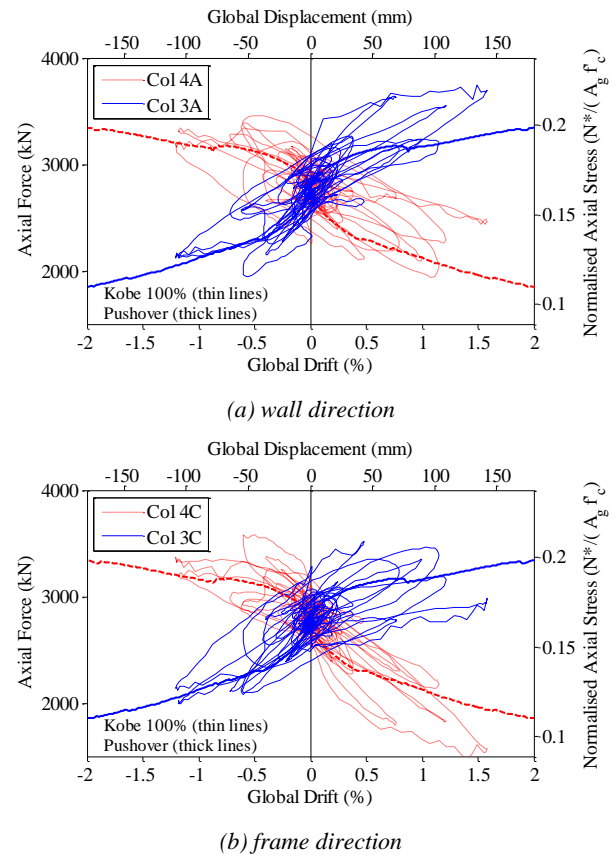 Global Displacement (mm)
-150 -100 -50 0 50 100 150
4000
3000
2000
Axial Force (kN)
Col 4A
Col 3A
0.2
0.15
0.1
Normalised Axial Stress (N*/( A_g f'_c )
Kobe 100% (thin lines)
Pushover (thick lines)
-2 -1.5 -1 -0.5 0 0.5 1 1.5 2
Global Drift (%)
(a) wall direction
Global Displacement (mm)
-150 -100 -50 0 50 100 150
4000
3000
2000
Axial Force (kN)
Col 4C
Col 3C
0.2
0.15
0.1
Normalised Axial Stress (N*/( A_g f'_c )
Kobe 100% (thin lines)
Pushover (thick lines)
-2 -1.5 -1 -0.5 0 0.5 1 1.5 2
Global Drift (%)
(b) frame direction